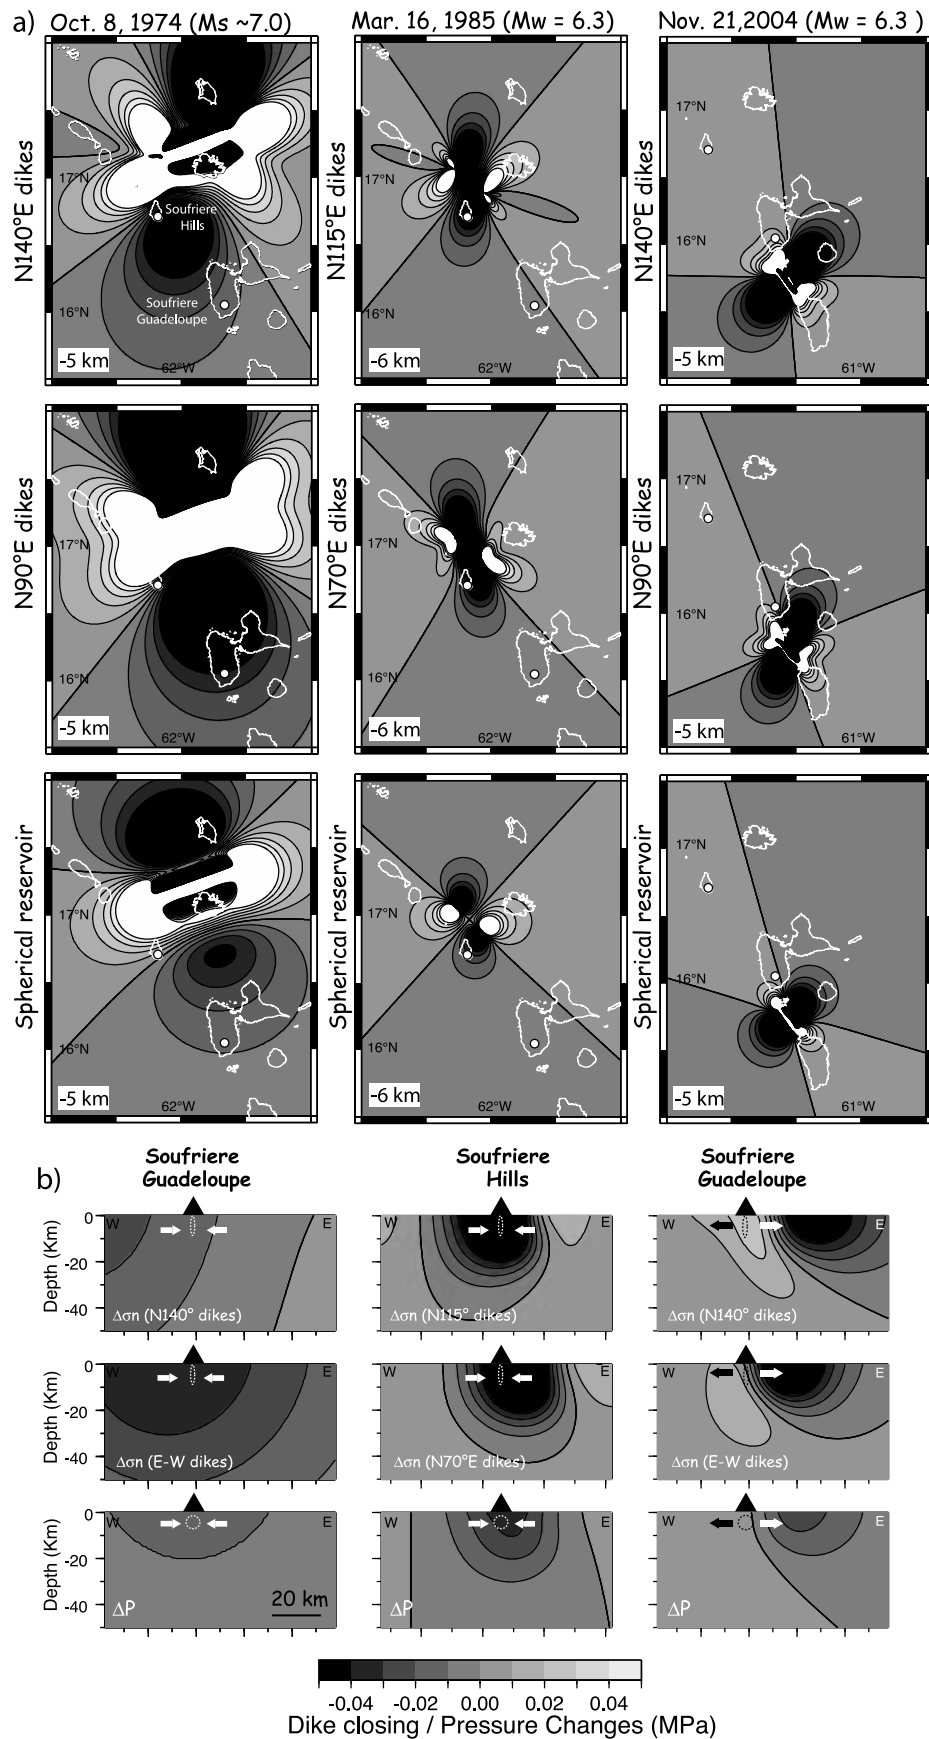 a)
Oct. 8, 1974 (Ms ~7.0)
Mar. 16, 1985 (Mw = 6.3)
Nov. 21,2004 (Mw = 6.3 )
N140°E dikes
17°N
Soufriere
Hills
Soufriere
Guadeloupe
16°N
62°W
-5 km
N115°E dikes
17°N
16°N
62°W
-6 km
N140°E dikes
17°N
16°N
61°W
-5 km
N90°E dikes
17°N
16°N
62°W
-5 km
N70°E dikes
17°N
16°N
62°W
-6 km
N90°E dikes
17°N
16°N
61°W
-5 km
Spherical reservoir
17°N
16°N
62°W
-5 km
Spherical reservoir
17°N
16°N
62°W
-6 km
Spherical reservoir
17°N
16°N
61°W
-5 km
b)
Soufriere
Guadeloupe
Soufriere
Hills
Soufriere
Guadeloupe
Depth (Km)
0
-20
-40
W
E
Δσn (N140° dikes)
W
E
Δσn (N115° dikes)
W
E
Δσn (N140° dikes)
Depth (Km)
0
-20
-40
W
E
Δσn (E-W dikes)
W
E
Δσn (N70°E dikes)
W
E
Δσn (E-W dikes)
Depth (Km)
0
-20
-40
W
E
ΔP
20 km
W
E
ΔP
W
E
ΔP
-0.04 -0.02 0.00 0.02 0.04
Dike closing / Pressure Changes (MPa)